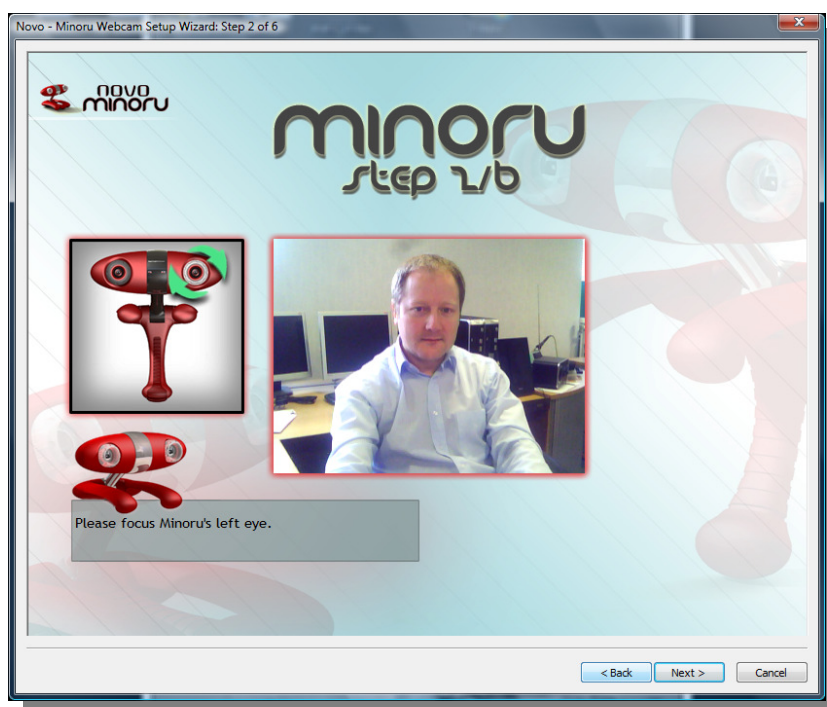 Novo - Minoru Webcam Setup Wizard: Step 2 of 6
novo
minoru
minoru
step 2/6
Please focus Minoru's left eye.
< Back
Next >
Cancel